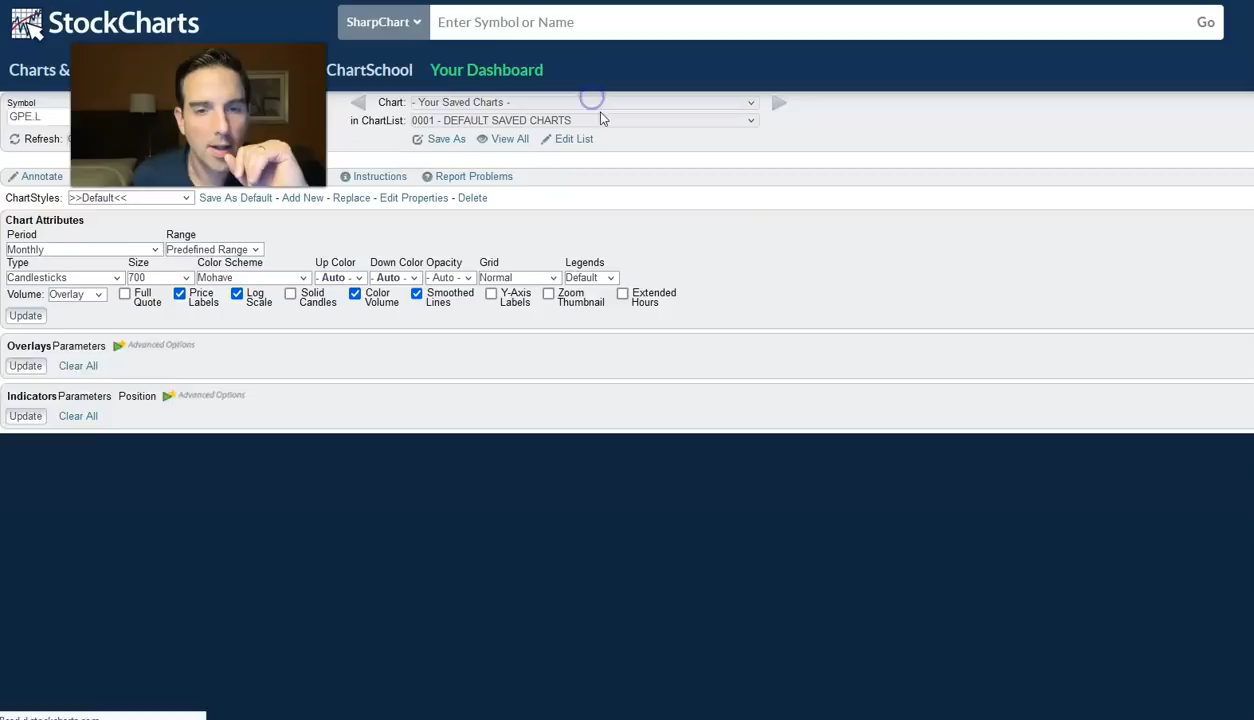 StockCharts
SharpChart
Enter Symbol or Name
Go
Charts &
ChartSchool
Your Dashboard
Symbol
GPE.L
Chart:
- Your Saved Charts -
in ChartList:
0001 - DEFAULT SAVED CHARTS
Refresh:
Save As
View All
Edit List
Annotate
Instructions
Report Problems
ChartStyles:
>>Default<<
Save As Default - Add New - Replace - Edit Properties - Delete
Chart Attributes
Period
Range
Monthly
Predefined Range
Type
Size
Color Scheme
Up Color
Down Color
Opacity
Grid
Legends
Candlesticks
700
Mohave
- Auto -
- Auto -
- Auto -
Normal
Default
Volume:
Overlay
Full Quote
Price Labels
Log Scale
Solid Candles
Color Volume
Smoothed Lines
Y-Axis Labels
Zoom Thumbnail
Extended Hours
Update
Overlays Parameters
Advanced Options
Update
Clear All
Indicators Parameters Position
Advanced Options
Update
Clear All